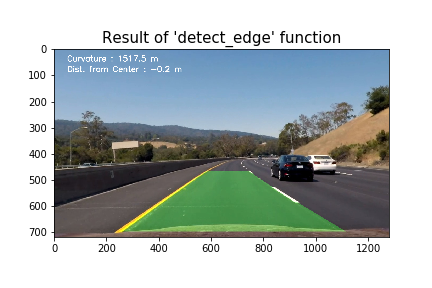 Result of 'detect_edge' function
Curvature : 1517.5 m
Dist. from Center : -0.2 m
0
100
200
300
400
500
600
700
0 200 400 600 800 1000 1200